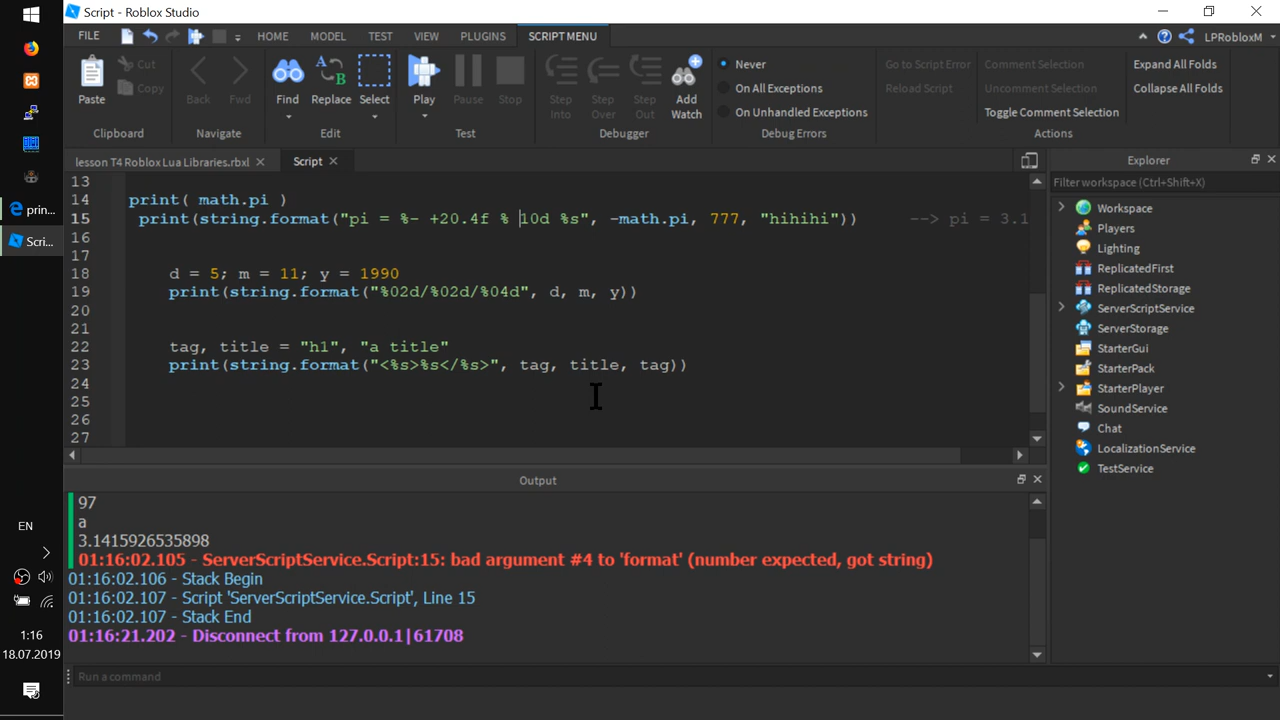 Script - Roblox Studio
FILE HOME MODEL TEST VIEW PLUGINS SCRIPT MENU LPRobloxM
Paste Cut Copy Back Fwd Find Replace Select Play Pause Stop Step Into Step Over Step Out Add Watch
Never
On All Exceptions
On Unhandled Exceptions
Go to Script Error
Reload Script
Comment Selection
Uncomment Selection
Toggle Comment Selection
Expand All Folds
Collapse All Folds
Clipboard Navigate Edit Test Debugger Debug Errors Actions
lesson T4 Roblox Lua Libraries.rbxl Script
13
14 print( math.pi )
15 print(string.format("pi = %- +20.4f % 10d %s", -math.pi, 777, "hihihi")) --> pi = 3.1
16
17
18 d = 5; m = 11; y = 1990
19 print(string.format("%02d/%02d/%04d", d, m, y))
20
21
22 tag, title = "h1", "a title"
23 print(string.format("<%s>%s</%s>", tag, title, tag))
24
25
26
27
Explorer
Filter workspace (Ctrl+Shift+X)
Workspace
Players
Lighting
ReplicatedFirst
ReplicatedStorage
ServerScriptService
ServerStorage
StarterGui
StarterPack
StarterPlayer
SoundService
Chat
LocalizationService
TestService
Output
97
a
3.1415926535898
01:16:02.105 - ServerScriptService.Script:15: bad argument #4 to 'format' (number expected, got string)
01:16:02.106 - Stack Begin
01:16:02.107 - Script 'ServerScriptService.Script', Line 15
01:16:02.107 - Stack End
01:16:21.202 - Disconnect from 127.0.0.1|61708
Run a command
prin...
Scri...
EN
1:16
18.07.2019